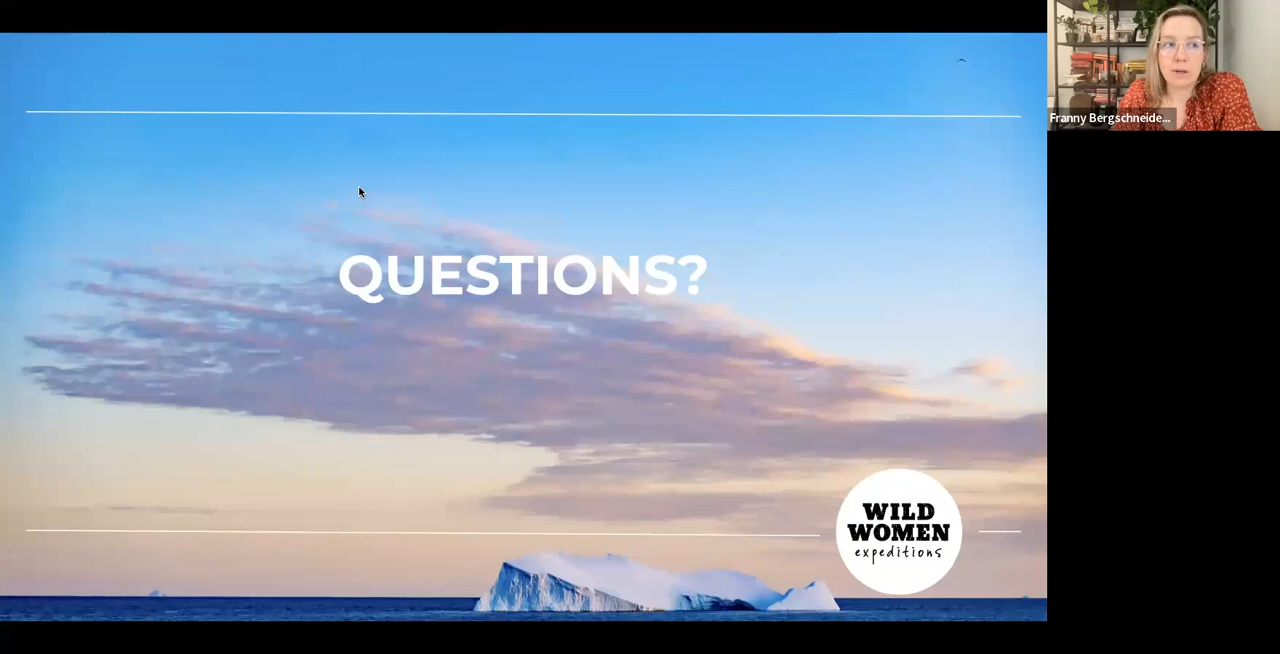 Franny Bergschneide...
QUESTIONS?
WILD
WOMEN
expeditions